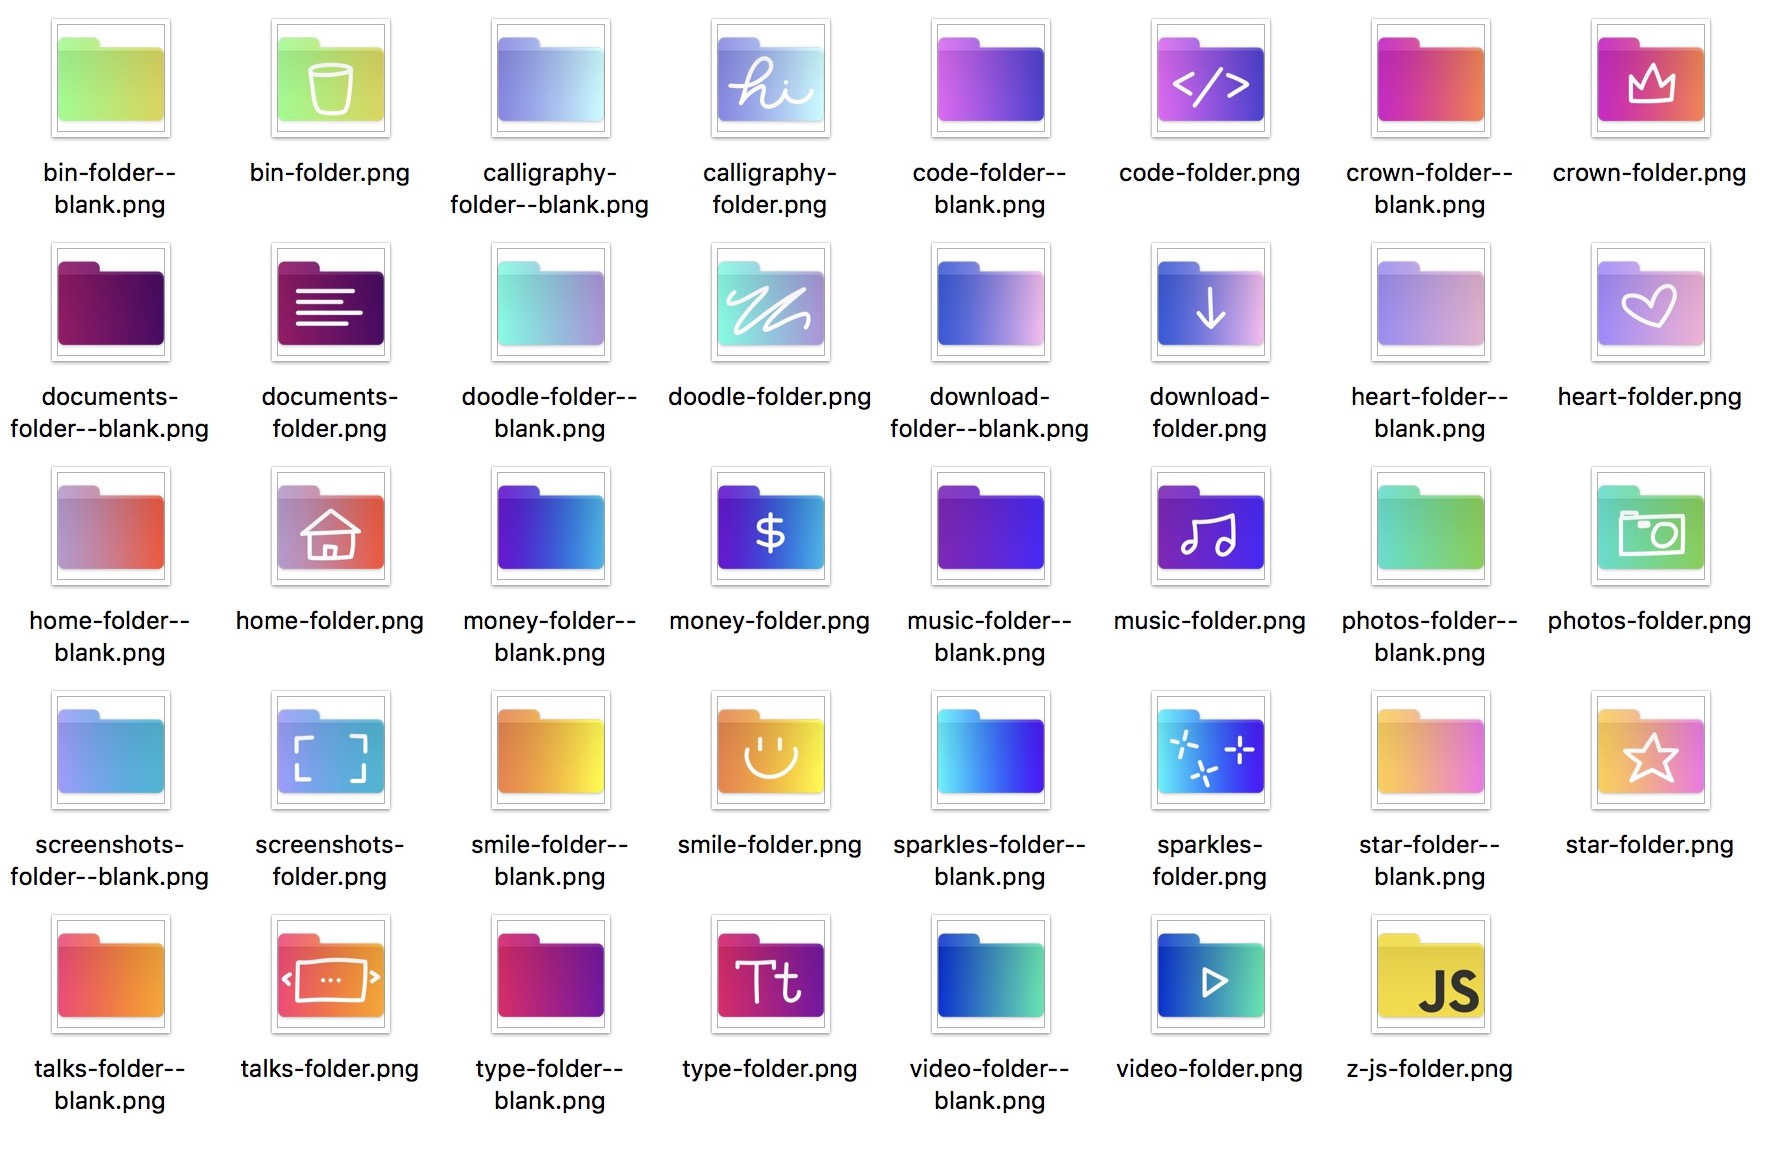 hi
</>
bin-folder--
blank.png
bin-folder.png
calligraphy-
folder--blank.png
calligraphy-
folder.png
code-folder--
blank.png
code-folder.png
crown-folder--
blank.png
crown-folder.png
documents-
folder--blank.png
documents-
folder.png
doodle-folder--
blank.png
doodle-folder.png
download-
folder--blank.png
download-
folder.png
heart-folder--
blank.png
heart-folder.png
$
home-folder--
blank.png
home-folder.png
money-folder--
blank.png
money-folder.png
music-folder--
blank.png
music-folder.png
photos-folder--
blank.png
photos-folder.png
screenshots-
folder--blank.png
screenshots-
folder.png
smile-folder--
blank.png
smile-folder.png
sparkles-folder--
blank.png
sparkles-
folder.png
star-folder--
blank.png
star-folder.png
<...>
Tt
JS
talks-folder--
blank.png
talks-folder.png
type-folder--
blank.png
type-folder.png
video-folder--
blank.png
video-folder.png
z-js-folder.png